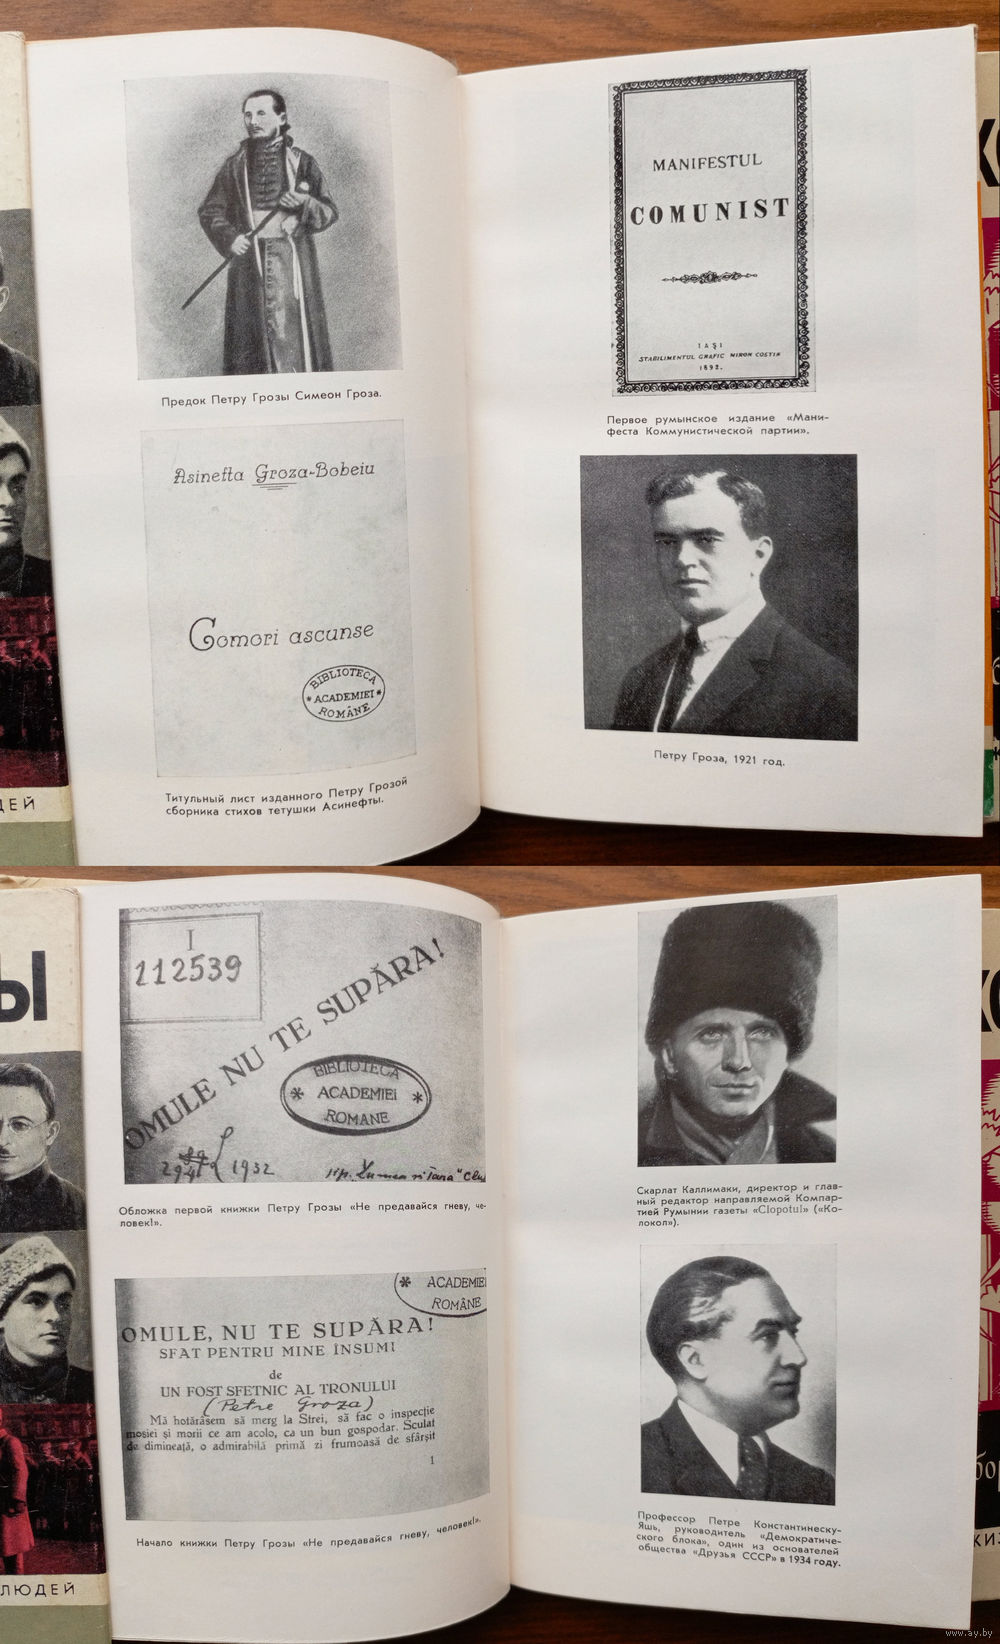 Предок Петру Грозы Симеон Гроза.
Asinefta Groza-Bobeiu
Comori ascunse
BIBLIOTECA
* ACADEMIEI *
ROMÂNE
Титульный лист изданного Петру Грозой
сборника стихов тетушки Асинефты.
MANIFESTUL
COMUNIST
IAŞI
STABILIMENTUL GRAFIC MIRON COSTIN
1892.
Первое румынское издание «Мани-
феста Коммунистической партии».
Петру Гроза, 1921 год.
ДЕЙ
Ы
I
112539
OMULE NU TE SUPĂRA!
BIBLIOTECA
* ACADEMIEI *
ROMANE
1932
Обложка первой книжки Петру Грозы «Не предавайся гневу, че-
ловек!».
* ACADEMIEI
ROMÂNE
OMULE, NU TE SUPĂRA!
SFAT PENTRU MINE ÎNSUMI
de
UN FOST SFETNIC AL TRONULUI
(Petre Groza)
Mă hotărâsem să merg la Strei, să fac o inspecţie
moşiei şi morii ce am acolo, ca un bun gospodar. Sculat
de dimineaţă, o admirabilă primă zi frumoasă de sfârşit
1
Начало книжки Петру Грозы «Не предавайся гневу, человек!».
Скарлат Каллимаки, директор и глав-
ный редактор направляемой Компар-
тией Румынии газеты «Clopotul» («Ко-
локол»).
Профессор Петре Константинеску-
Яшь, руководитель «Демократиче-
ского блока», один из основателей
общества «Друзья СССР» в 1934 году.
ЛЮДЕЙ
www.ay.by